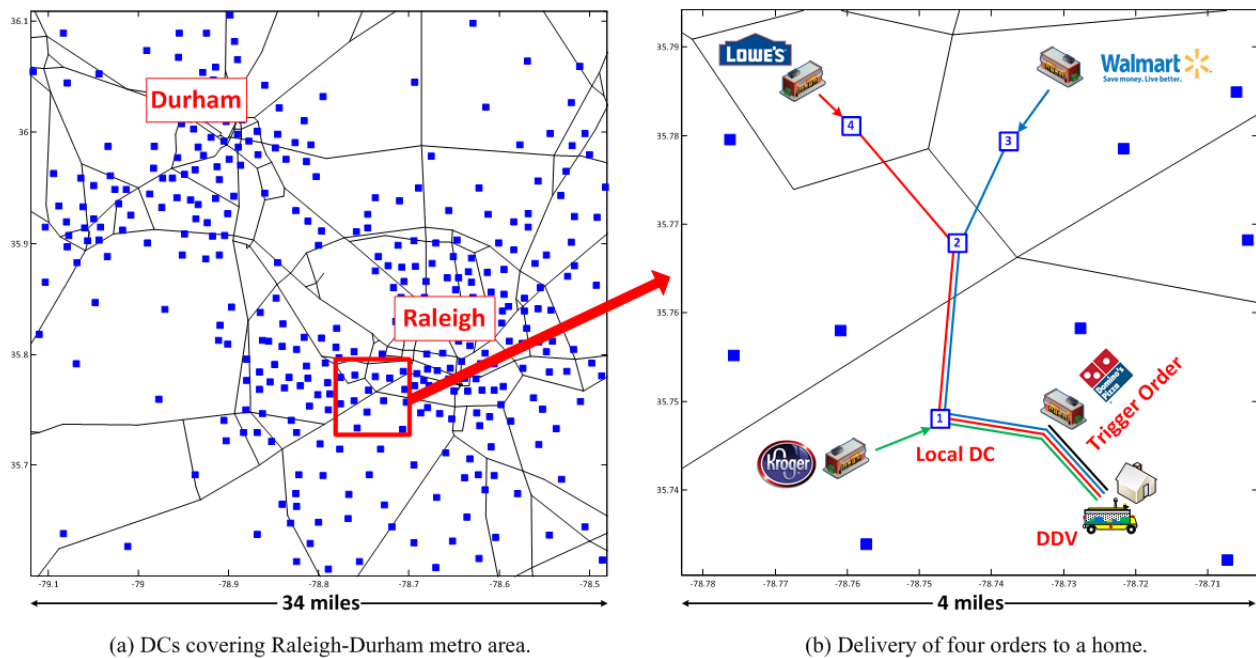 36.1
36
35.9
35.8
35.7
-79.1
-79
-78.9
-78.8
-78.7
-78.6
-78.5
Durham
Raleigh
34 miles
(a) DCs covering Raleigh-Durham metro area.
35.79
35.78
35.77
35.76
35.75
35.74
-78.78
-78.77
-78.76
-78.75
-78.74
-78.73
-78.72
-78.71
LOWE'S
Walmart
Save money. Live better.
4
3
2
1
Domino's
Pizza
Trigger Order
Kroger
Local DC
DDV
4 miles
(b) Delivery of four orders to a home.